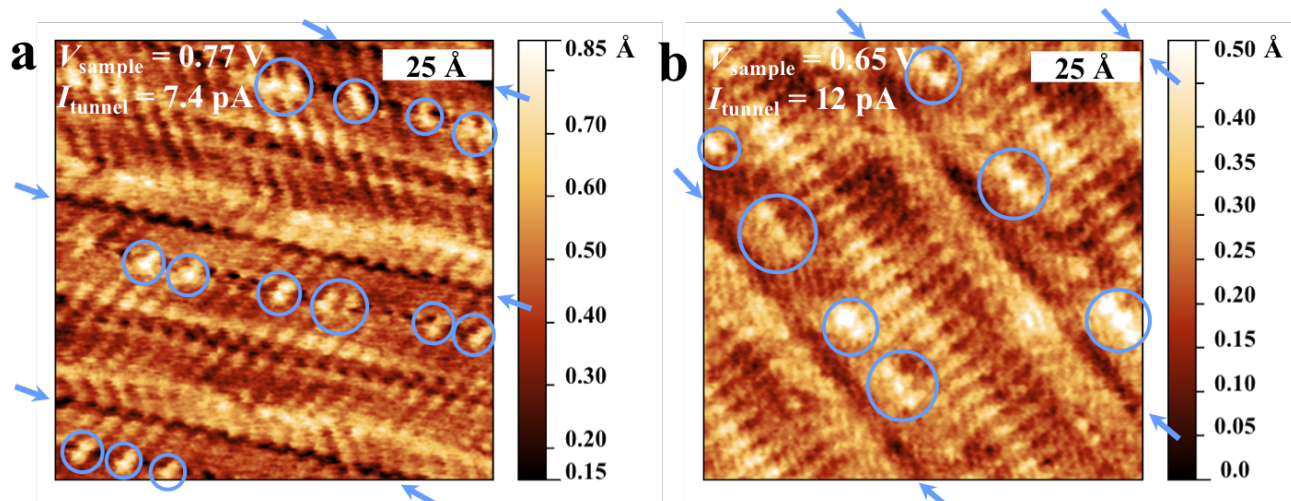 a
V_sample = 0.77 V
I_tunnel = 7.4 pA
25 Å
0.85 Å
0.70
0.60
0.50
0.40
0.30
0.20
0.15
b
V_sample = 0.65 V
I_tunnel = 12 pA
25 Å
0.50 Å
0.45
0.40
0.35
0.30
0.25
0.20
0.15
0.10
0.05
0.0